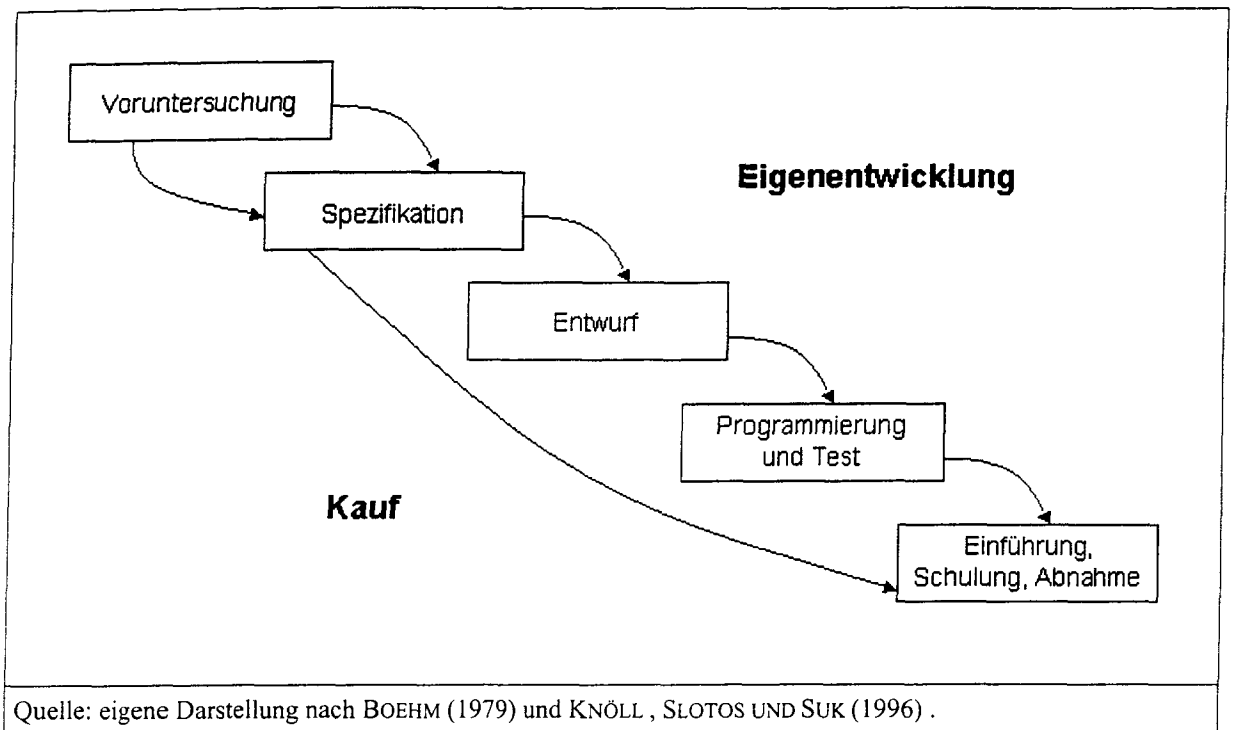 Voruntersuchung
Eigenentwicklung
Spezifikation
Entwurf
Programmierung
und Test
Kauf
Einführung,
Schulung, Abnahme
Quelle: eigene Darstellung nach BOEHM (1979) und KNÖLL , SLOTOS UND SUK (1996) .